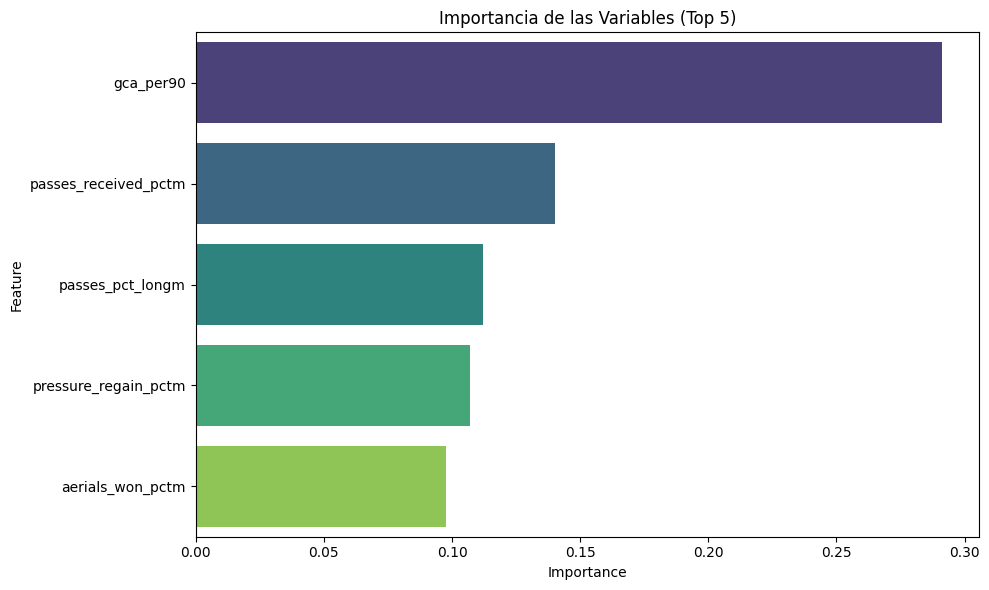 Importancia de las Variables (Top 5)
Feature
gca_per90
passes_received_pctm
passes_pct_longm
pressure_regain_pctm
aerials_won_pctm
0.00 0.05 0.10 0.15 0.20 0.25 0.30
Importance